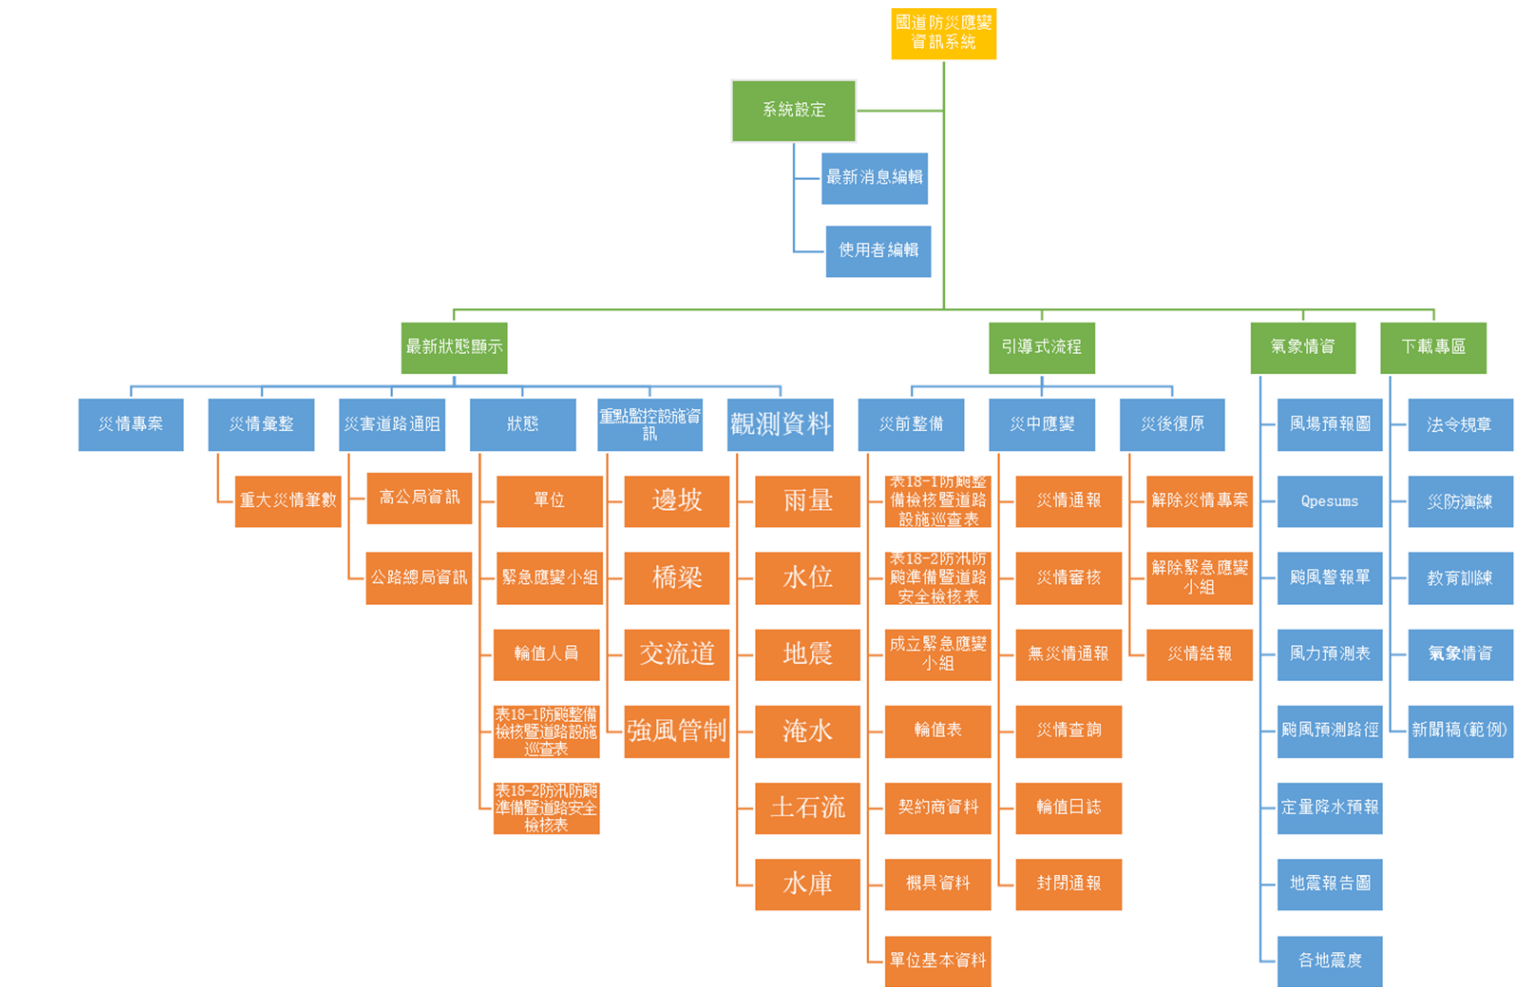 國道防災應變
資訊系統
系統設定
最新消息編輯
使用者編輯
最新狀態顯示
引導式流程
氣象情資
下載專區
災情專案
災情彙整
災害道路通阻
狀態
重點監控設施資
訊
觀測資料
災前整備
災中應變
災後復原
風場預報圖
法令規章
重大災情筆數
高公局資訊
單位
邊坡
雨量
表18-1防颱整
備檢核暨道路
設施巡查表
災情通報
解除災情專案
Qpesums
災防演練
公路總局資訊
緊急應變小組
橋梁
水位
表18-2防汛防
颱準備暨道路
安全檢核表
災情審核
解除緊急應變
小組
颱風警報單
教育訓練
輪值人員
交流道
地震
成立緊急應變
小組
無災情通報
災情結報
風力預測表
氣象情資
表18-1防颱整備
檢核暨道路設施
巡查表
強風管制
淹水
輪值表
災情查詢
颱風預測路徑
新聞稿(範例)
表18-2防汛防颱
準備暨道路安全
檢核表
土石流
契約商資料
輪值日誌
定量降水預報
水庫
機具資料
封閉通報
地震報告圖
單位基本資料
各地震度